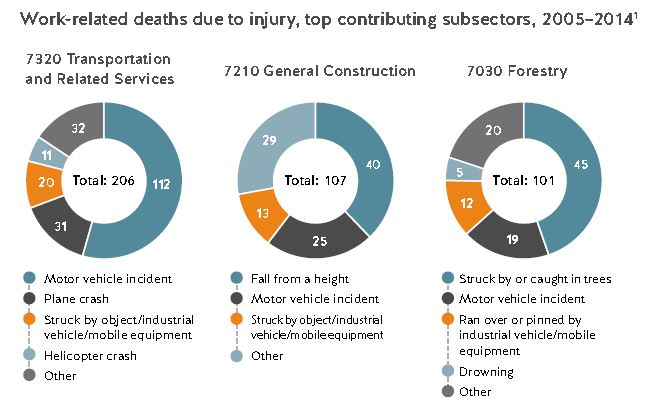 Work-related deaths due to injury, top contributing subsectors, 2005–2014¹
7320 Transportation
and Related Services
32
11
20
31
112
Total: 206
Motor vehicle incident
Plane crash
Struck by object/industrial
vehicle/mobile equipment
Helicopter crash
Other
7210 General Construction
29
40
13
25
Total: 107
Fall from a height
Motor vehicle incident
Struck by object/industrial
vehicle/mobile equipment
Other
7030 Forestry
20
5
12
19
45
Total: 101
Struck by or caught in trees
Motor vehicle incident
Ran over or pinned by
industrial vehicle/mobile
equipment
Drowning
Other